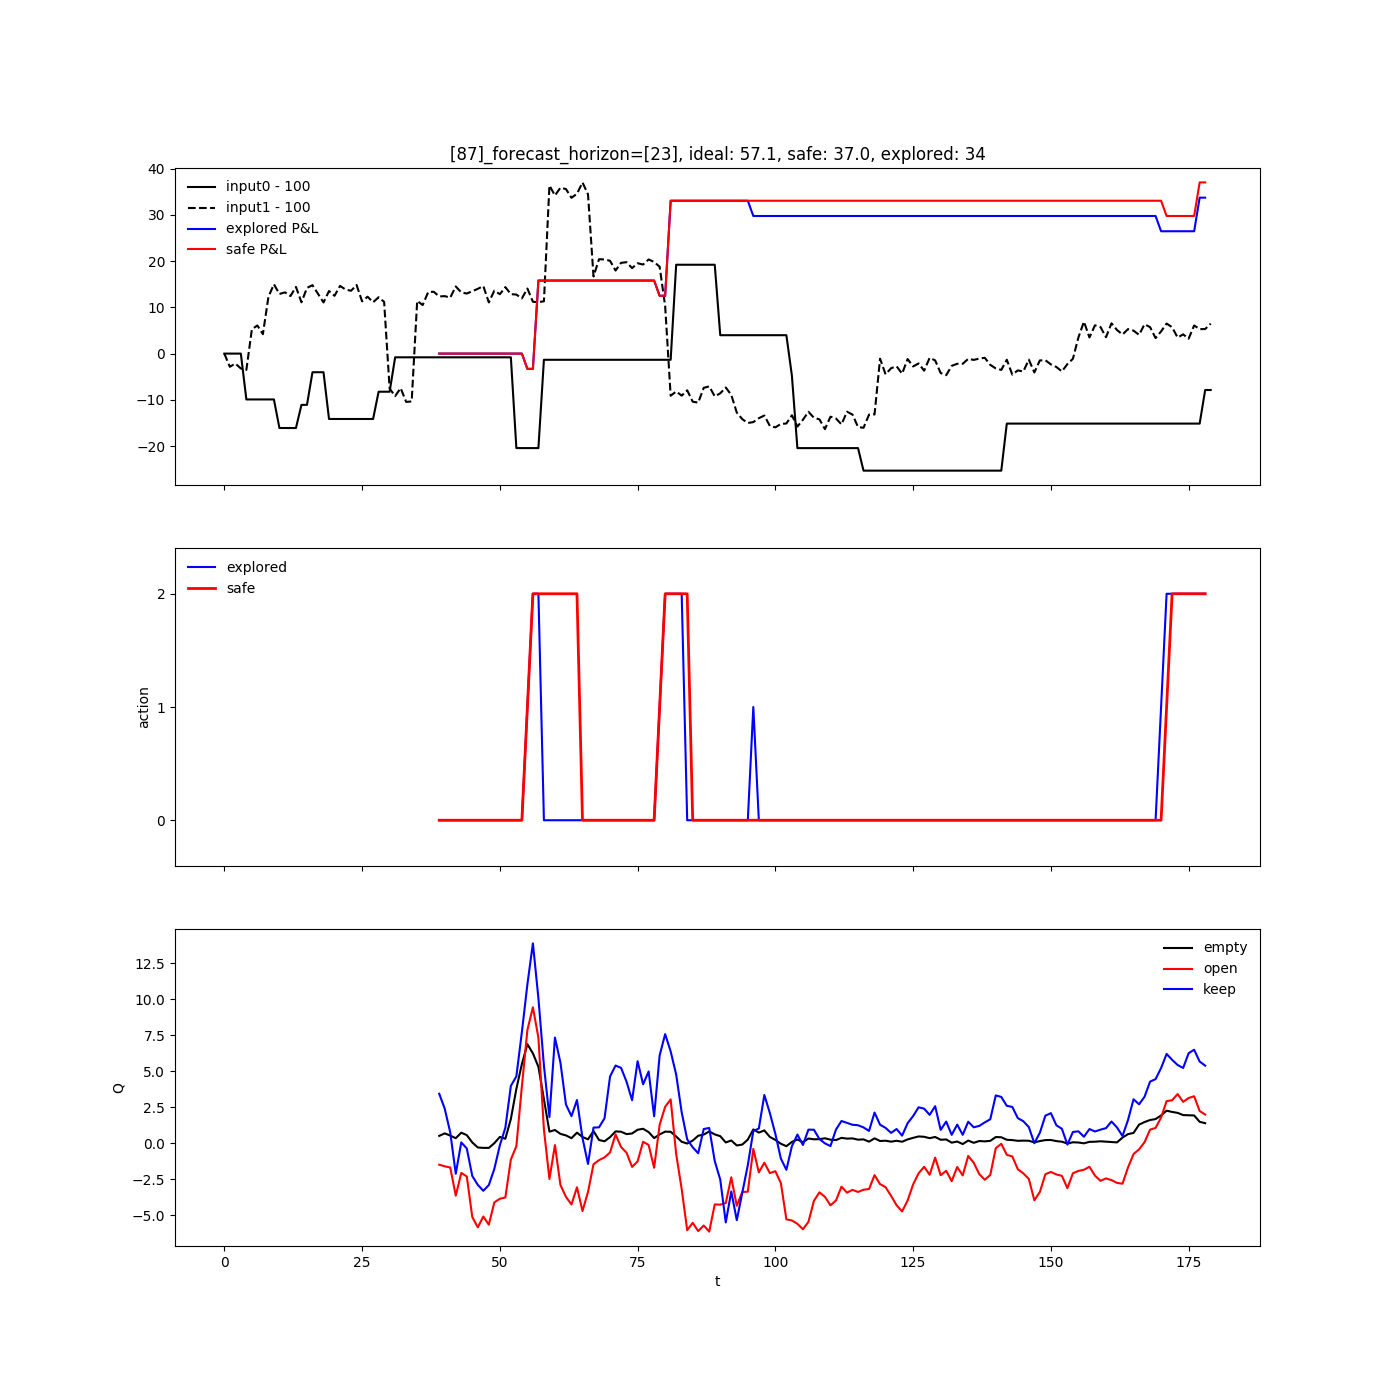 [87]_forecast_horizon=[23], ideal: 57.1, safe: 37.0, explored: 34
40
30
20
10
0
−10
−20
input0 - 100
input1 - 100
explored P&L
safe P&L
2
1
0
action
explored
safe
12.5
10.0
7.5
5.0
2.5
0.0
−2.5
−5.0
Q
empty
open
keep
0 25 50 75 100 125 150 175
t